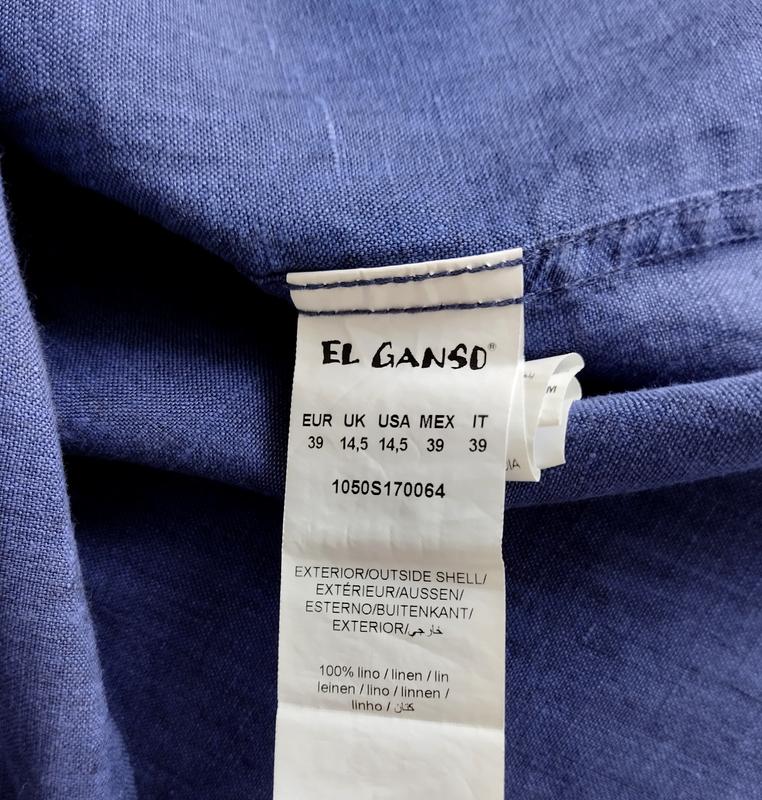 EL GANSO®
EUR UK USA MEX IT
39 14,5 14,5 39 39
1050S170064
EXTERIOR/OUTSIDE SHELL/
EXTÉRIEUR/AUSSEN/
ESTERNO/BUITENKANT/
EXTERIOR/خارجي
100% lino / linen / lin
leinen / lino / linnen /
linho / كتان